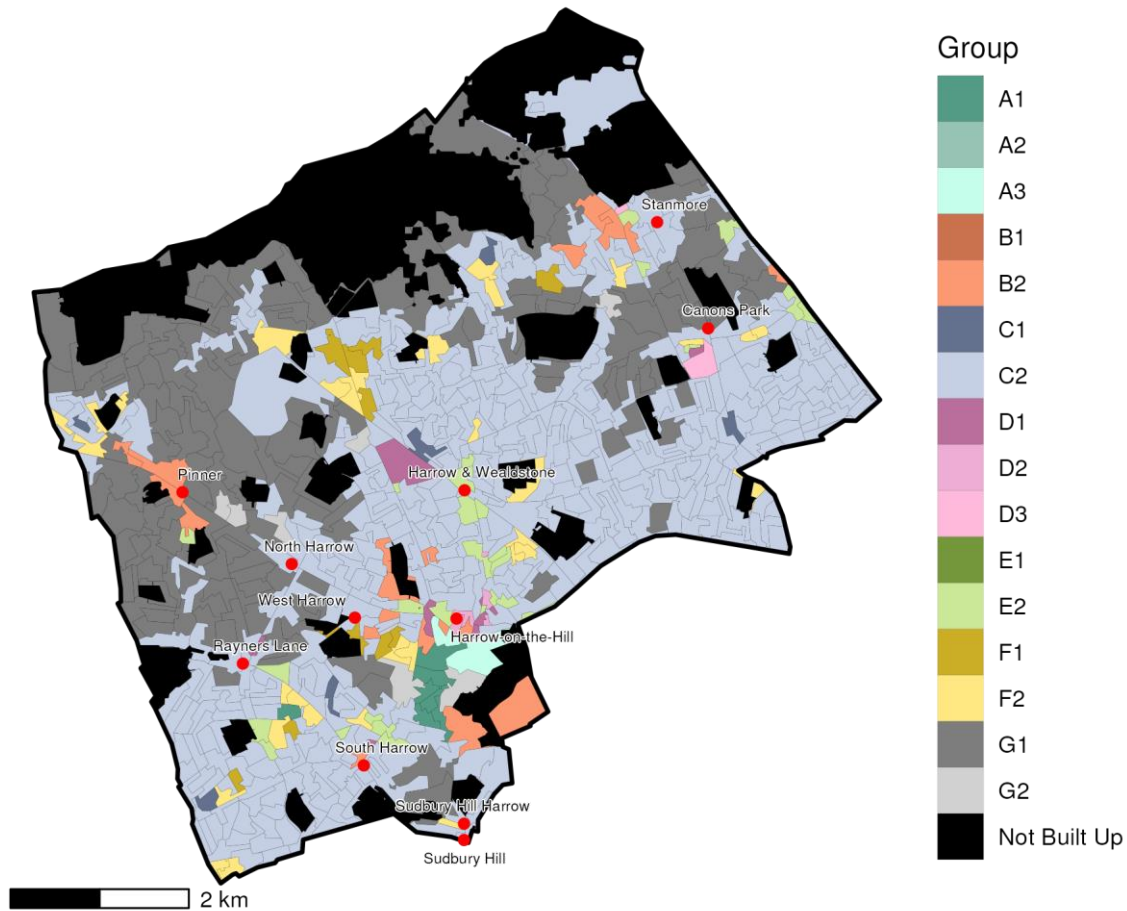 Group
A1
A2
A3
B1
B2
C1
C2
D1
D2
D3
E1
E2
F1
F2
G1
G2
Not Built Up
Stanmore
Canons Park
Harrow & Wealdstone
Pinner
North Harrow
West Harrow
Harrow-on-the-Hill
Rayners Lane
South Harrow
Sudbury Hill Harrow
Sudbury Hill
2 km